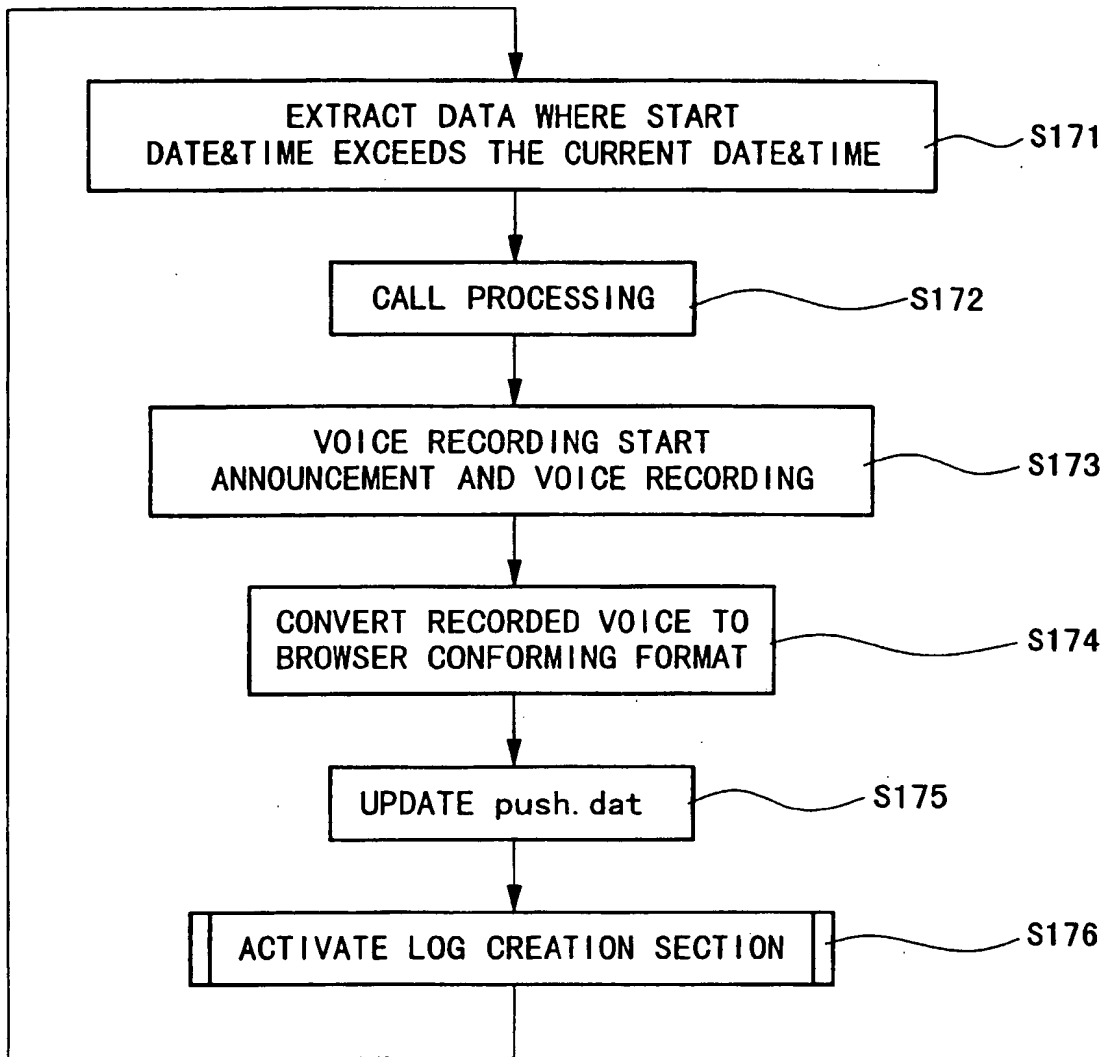 EXTRACT DATA WHERE START
DATE&TIME EXCEEDS THE CURRENT DATE&TIME
S171
CALL PROCESSING
S172
VOICE RECORDING START
ANNOUNCEMENT AND VOICE RECORDING
S173
CONVERT RECORDED VOICE TO
BROWSER CONFORMING FORMAT
S174
UPDATE push.dat
S175
ACTIVATE LOG CREATION SECTION
S176